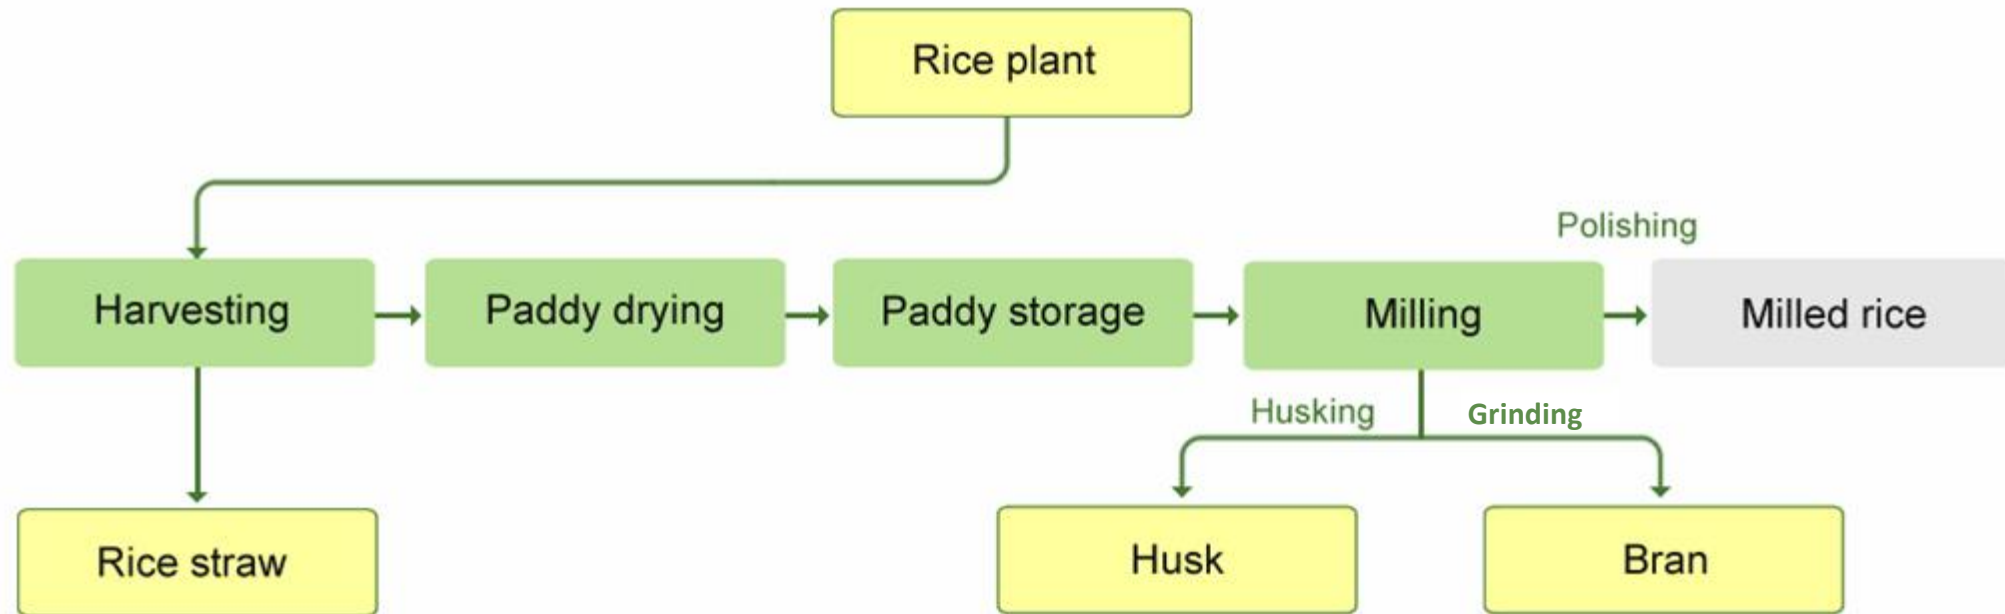 Rice plant
Polishing
Harvesting
Paddy drying
Paddy storage
Milling
Milled rice
Husking
Grinding
Rice straw
Husk
Bran